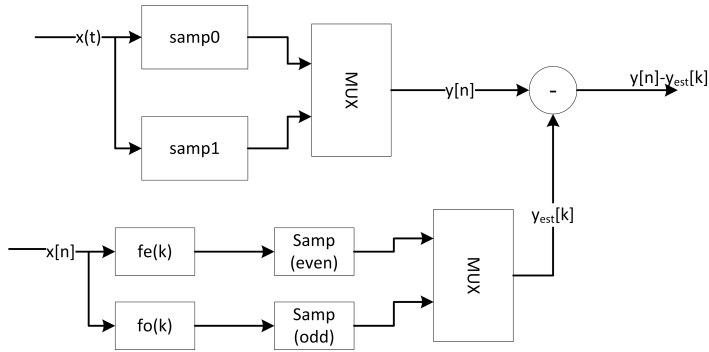 x(t)
samp0
samp1
MUX
y[n]
-
y[n]-yest[k]
yest[k]
x[n]
fe(k)
Samp
(even)
fo(k)
Samp
(odd)
MUX